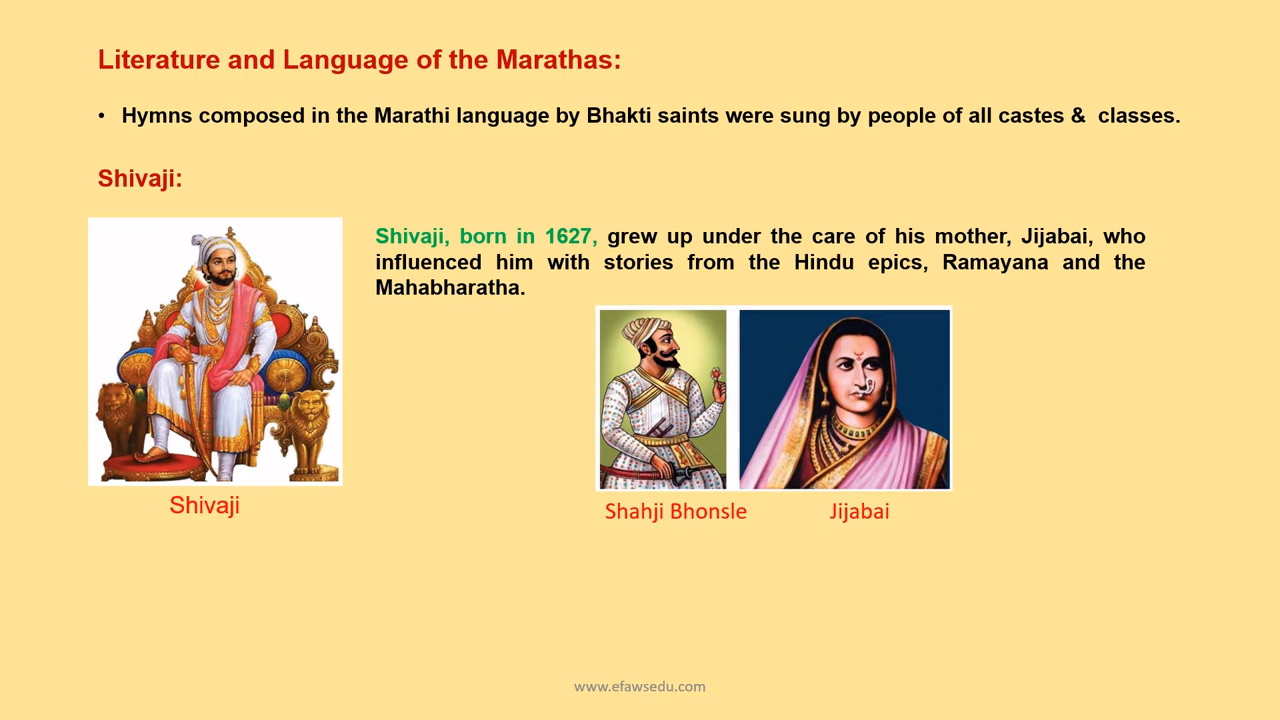 Literature and Language of the Marathas:
• Hymns composed in the Marathi language by Bhakti saints were sung by people of all castes & classes.
Shivaji:
Shivaji, born in 1627, grew up under the care of his mother, Jijabai, who
influenced him with stories from the Hindu epics, Ramayana and the
Mahabharatha.
Shivaji
Shahji Bhonsle
Jijabai
www.efawsedu.com